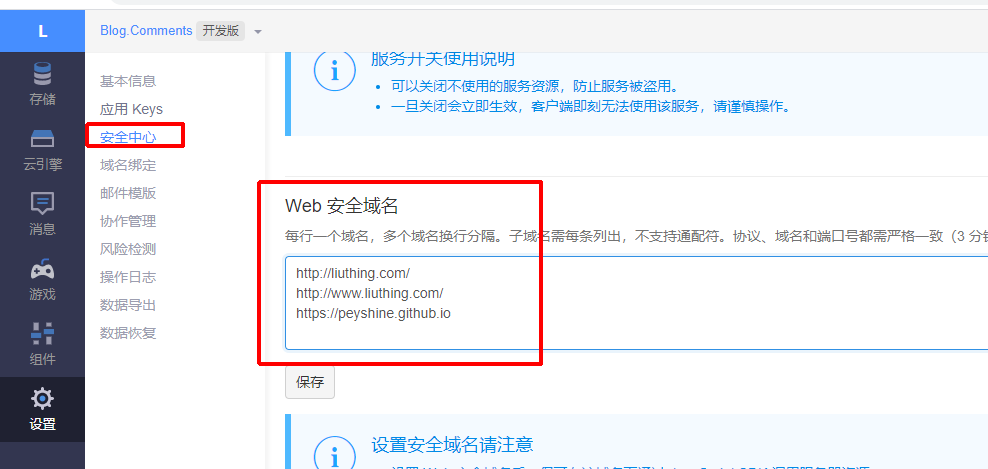 L
Blog.Comments 开发版
存储
云引擎
消息
游戏
组件
设置
基本信息
应用 Keys
安全中心
域名绑定
邮件模版
协作管理
风险检测
操作日志
数据导出
数据恢复
服务开关使用说明
可以关闭不使用的服务资源，防止服务被盗用。
一旦关闭会立即生效，客户端即刻无法使用该服务，请谨慎操作。
Web 安全域名
每行一个域名，多个域名换行分隔。子域名需每条列出，不支持通配符。协议、域名和端口号都需严格一致（3 分钟
http://liuthing.com/
http://www.liuthing.com/
https://peyshine.github.io
保存
设置安全域名请注意